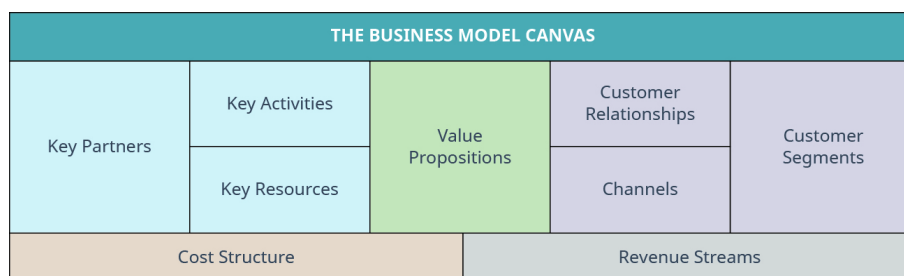 THE BUSINESS MODEL CANVAS
Key Partners
Key Activities
Key Resources
Value
Propositions
Customer
Relationships
Channels
Customer
Segments
Cost Structure
Revenue Streams